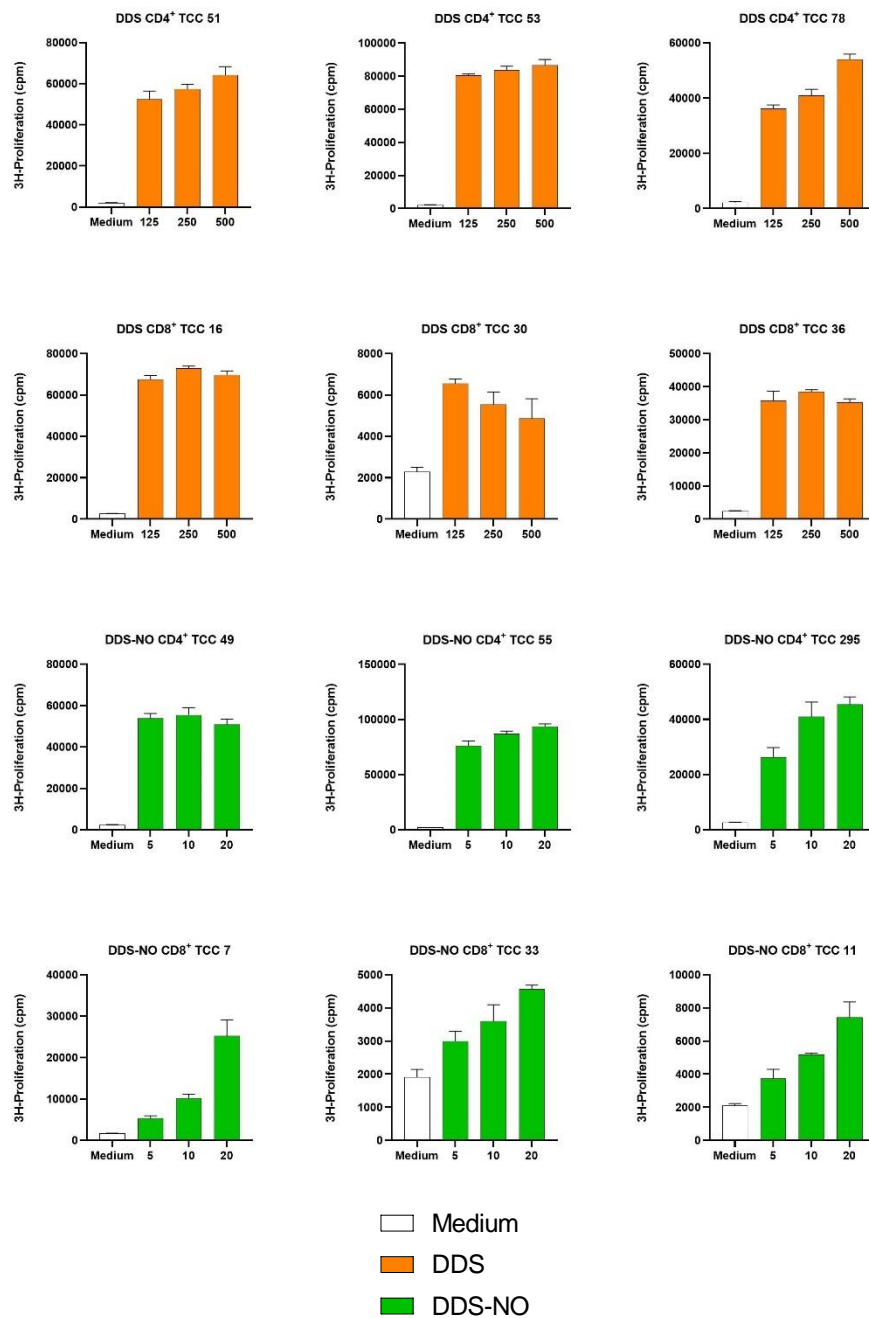 DDS CD4⁺ TCC 51
3H-Proliferation (cpm)
80000
60000
40000
20000
0
Medium 125 250 500
DDS CD4⁺ TCC 53
3H-Proliferation (cpm)
100000
80000
60000
40000
20000
0
Medium 125 250 500
DDS CD4⁺ TCC 78
3H-Proliferation (cpm)
60000
40000
20000
0
Medium 125 250 500
DDS CD8⁺ TCC 16
3H-Proliferation (cpm)
80000
60000
40000
20000
0
Medium 125 250 500
DDS CD8⁺ TCC 30
3H-Proliferation (cpm)
8000
6000
4000
2000
0
Medium 125 250 500
DDS CD8⁺ TCC 36
3H-Proliferation (cpm)
50000
40000
30000
20000
10000
0
Medium 125 250 500
DDS-NO CD4⁺ TCC 49
3H-Proliferation (cpm)
80000
60000
40000
20000
0
Medium 5 10 20
DDS-NO CD4⁺ TCC 55
3H-Proliferation (cpm)
150000
100000
50000
0
Medium 5 10 20
DDS-NO CD4⁺ TCC 295
3H-Proliferation (cpm)
60000
40000
20000
0
Medium 5 10 20
DDS-NO CD8⁺ TCC 7
3H-Proliferation (cpm)
40000
30000
20000
10000
0
Medium 5 10 20
DDS-NO CD8⁺ TCC 33
3H-Proliferation (cpm)
5000
4000
3000
2000
1000
0
Medium 5 10 20
DDS-NO CD8⁺ TCC 11
3H-Proliferation (cpm)
10000
8000
6000
4000
2000
0
Medium 5 10 20
Medium
DDS
DDS-NO